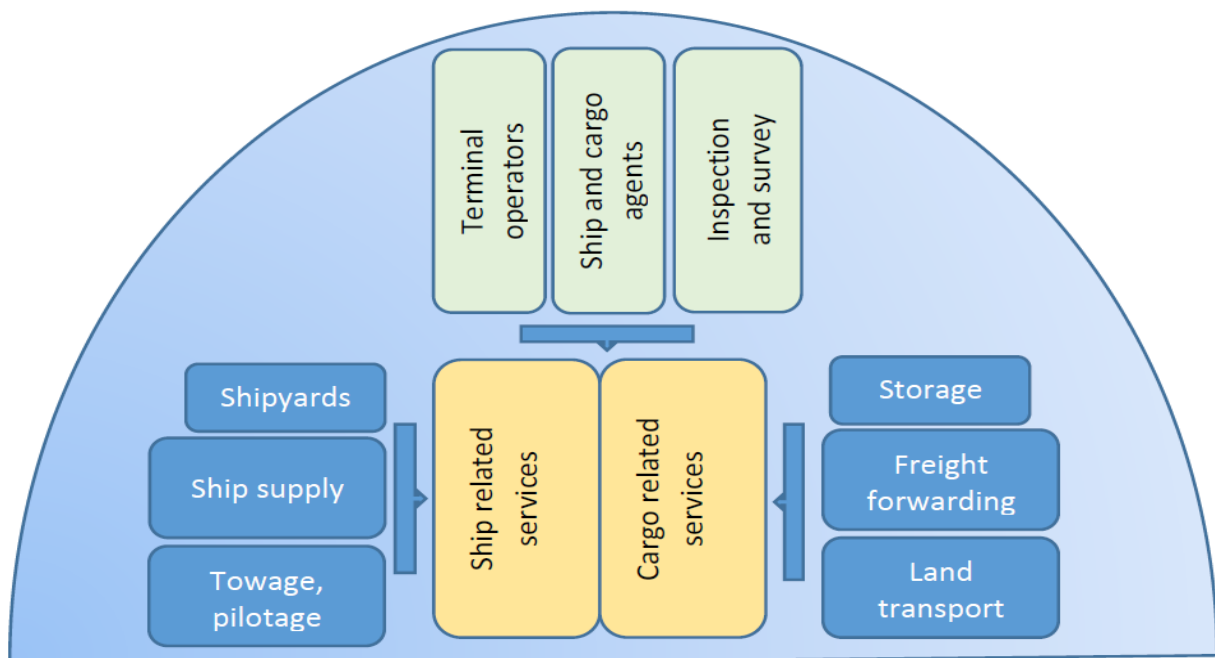 Terminal
operators
Ship and cargo
agents
Inspection
and survey
Shipyards
Ship supply
Towage,
pilotage
Ship related
services
Cargo related
services
Storage
Freight
forwarding
Land
transport